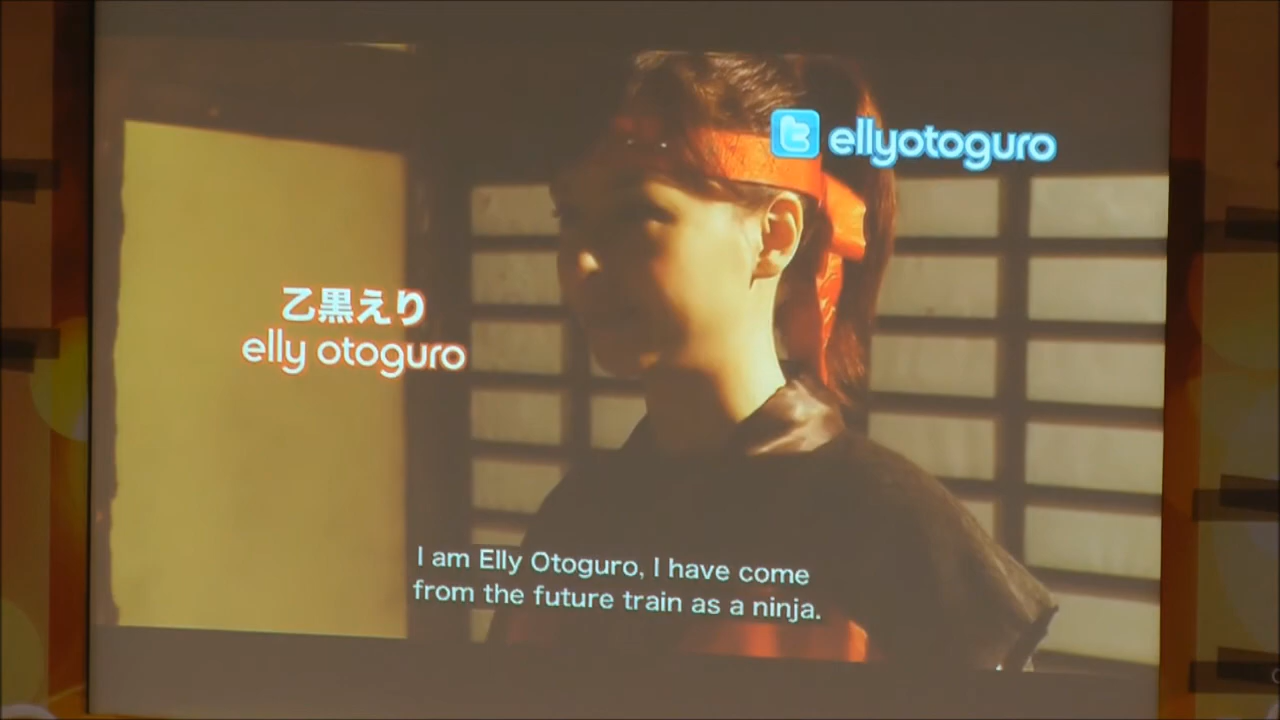 ellyotoguro
乙黒えり
elly otoguro
I am Elly Otoguro, I have come
from the future train as a ninja.